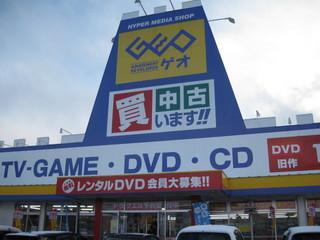 HYPER MEDIA SHOP
GEO
AMUSEMENT
DEVELOPER
ゲオ
買中古
います!!
TV-GAME・DVD・CD
DVD
旧作
レンタルDVD会員大募集!!